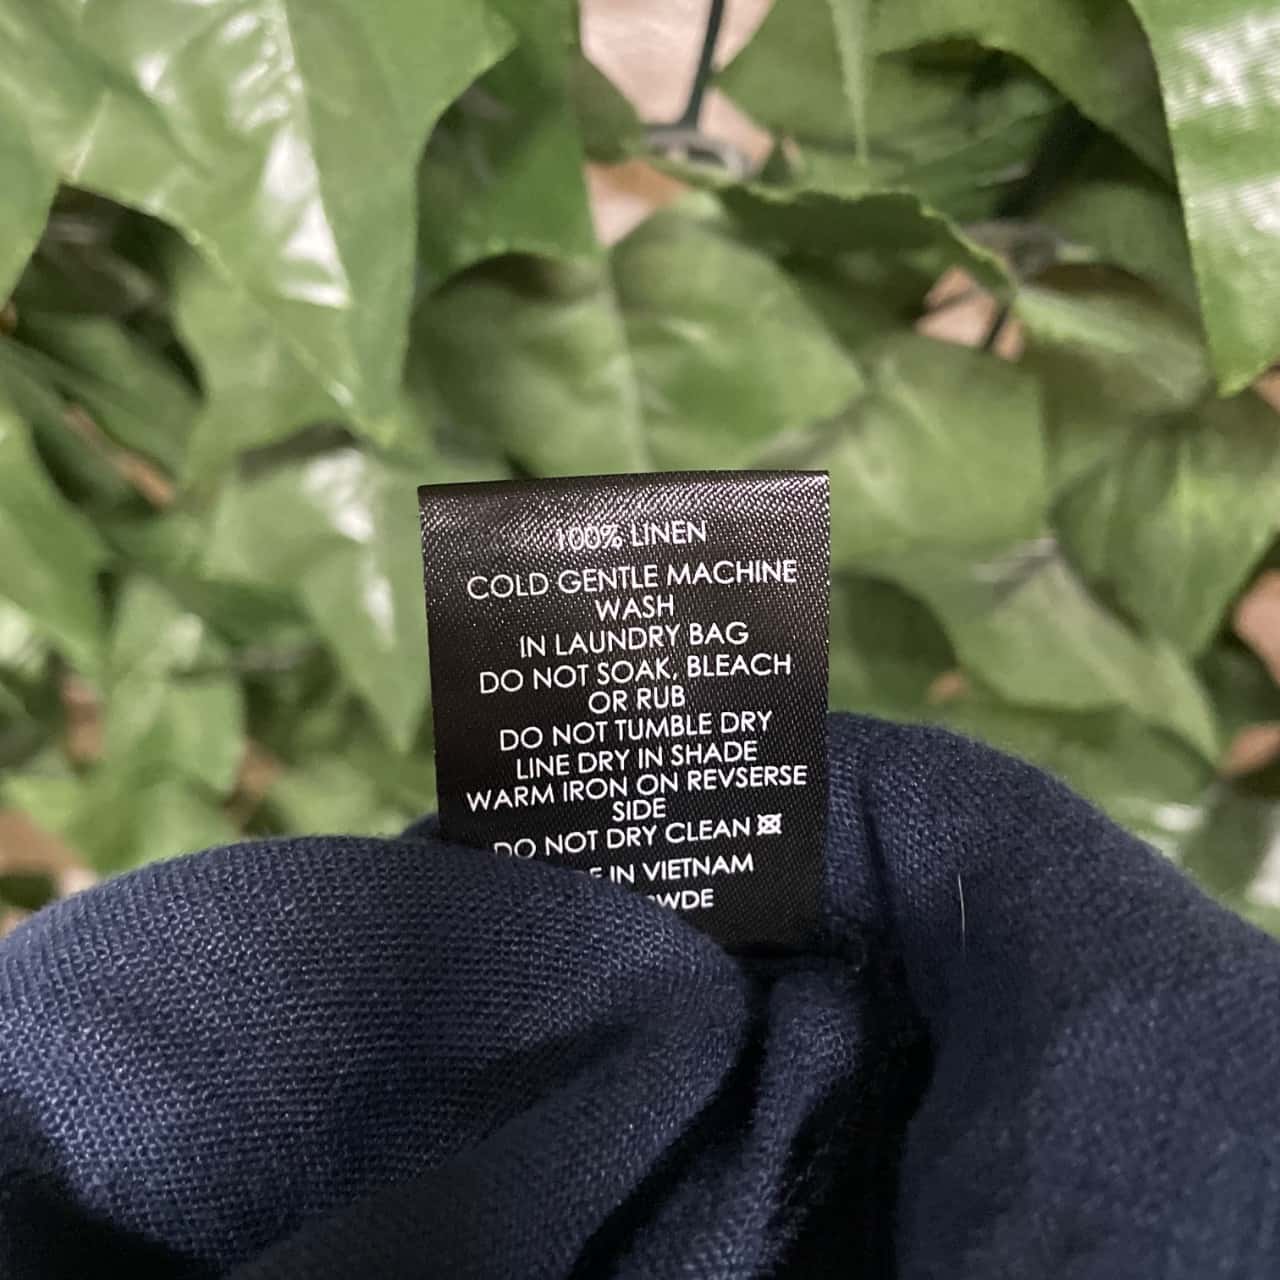 100% LINEN
COLD GENTLE MACHINE
WASH
IN LAUNDRY BAG
DO NOT SOAK, BLEACH
OR RUB
DO NOT TUMBLE DRY
LINE DRY IN SHADE
WARM IRON ON REVSERSE
SIDE
DO NOT DRY CLEAN
IN VIETNAM